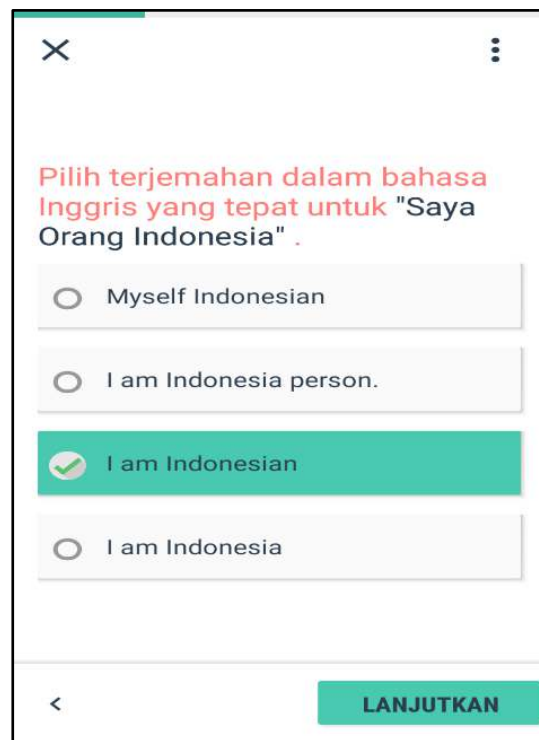 Pilih terjemahan dalam bahasa
Inggris yang tepat untuk "Saya
Orang Indonesia" .
Myself Indonesian
I am Indonesia person.
I am Indonesian
I am Indonesia
LANJUTKAN